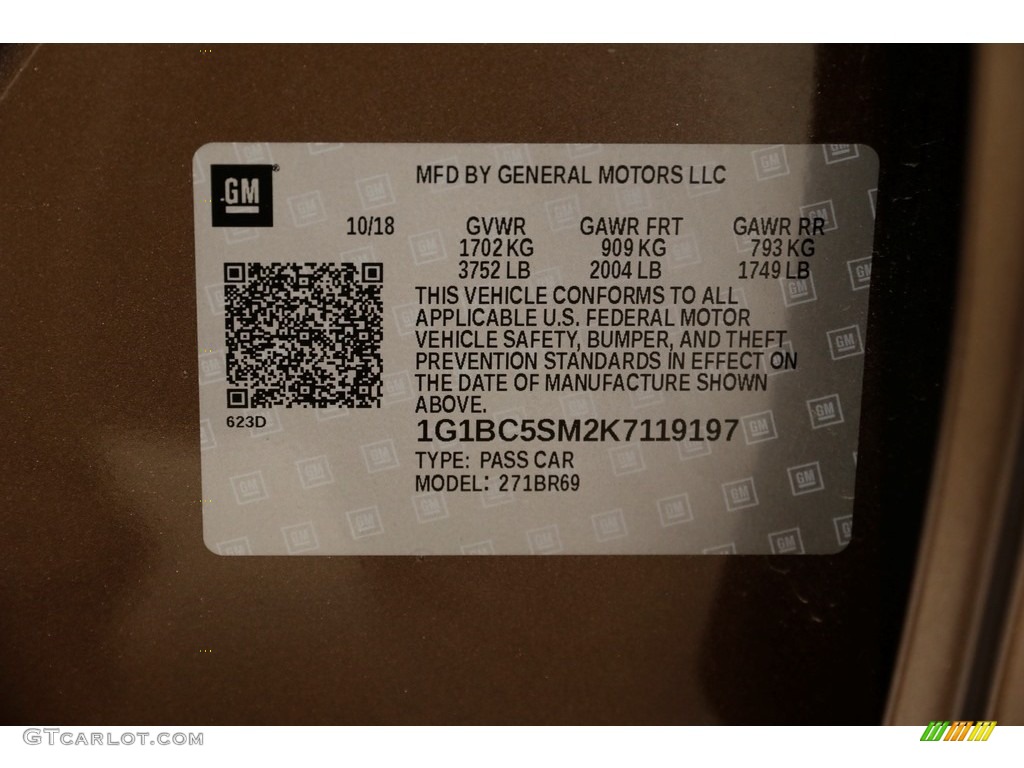 GM
MFD BY GENERAL MOTORS LLC
10/18 GVWR GAWR FRT GAWR RR
1702 KG 909 KG 793 KG
3752 LB 2004 LB 1749 LB
THIS VEHICLE CONFORMS TO ALL
APPLICABLE U.S. FEDERAL MOTOR
VEHICLE SAFETY, BUMPER, AND THEFT
PREVENTION STANDARDS IN EFFECT ON
THE DATE OF MANUFACTURE SHOWN
ABOVE.
623D
1G1BC5SM2K7119197
TYPE: PASS CAR
MODEL: 271BR69
GTCARLOT.COM